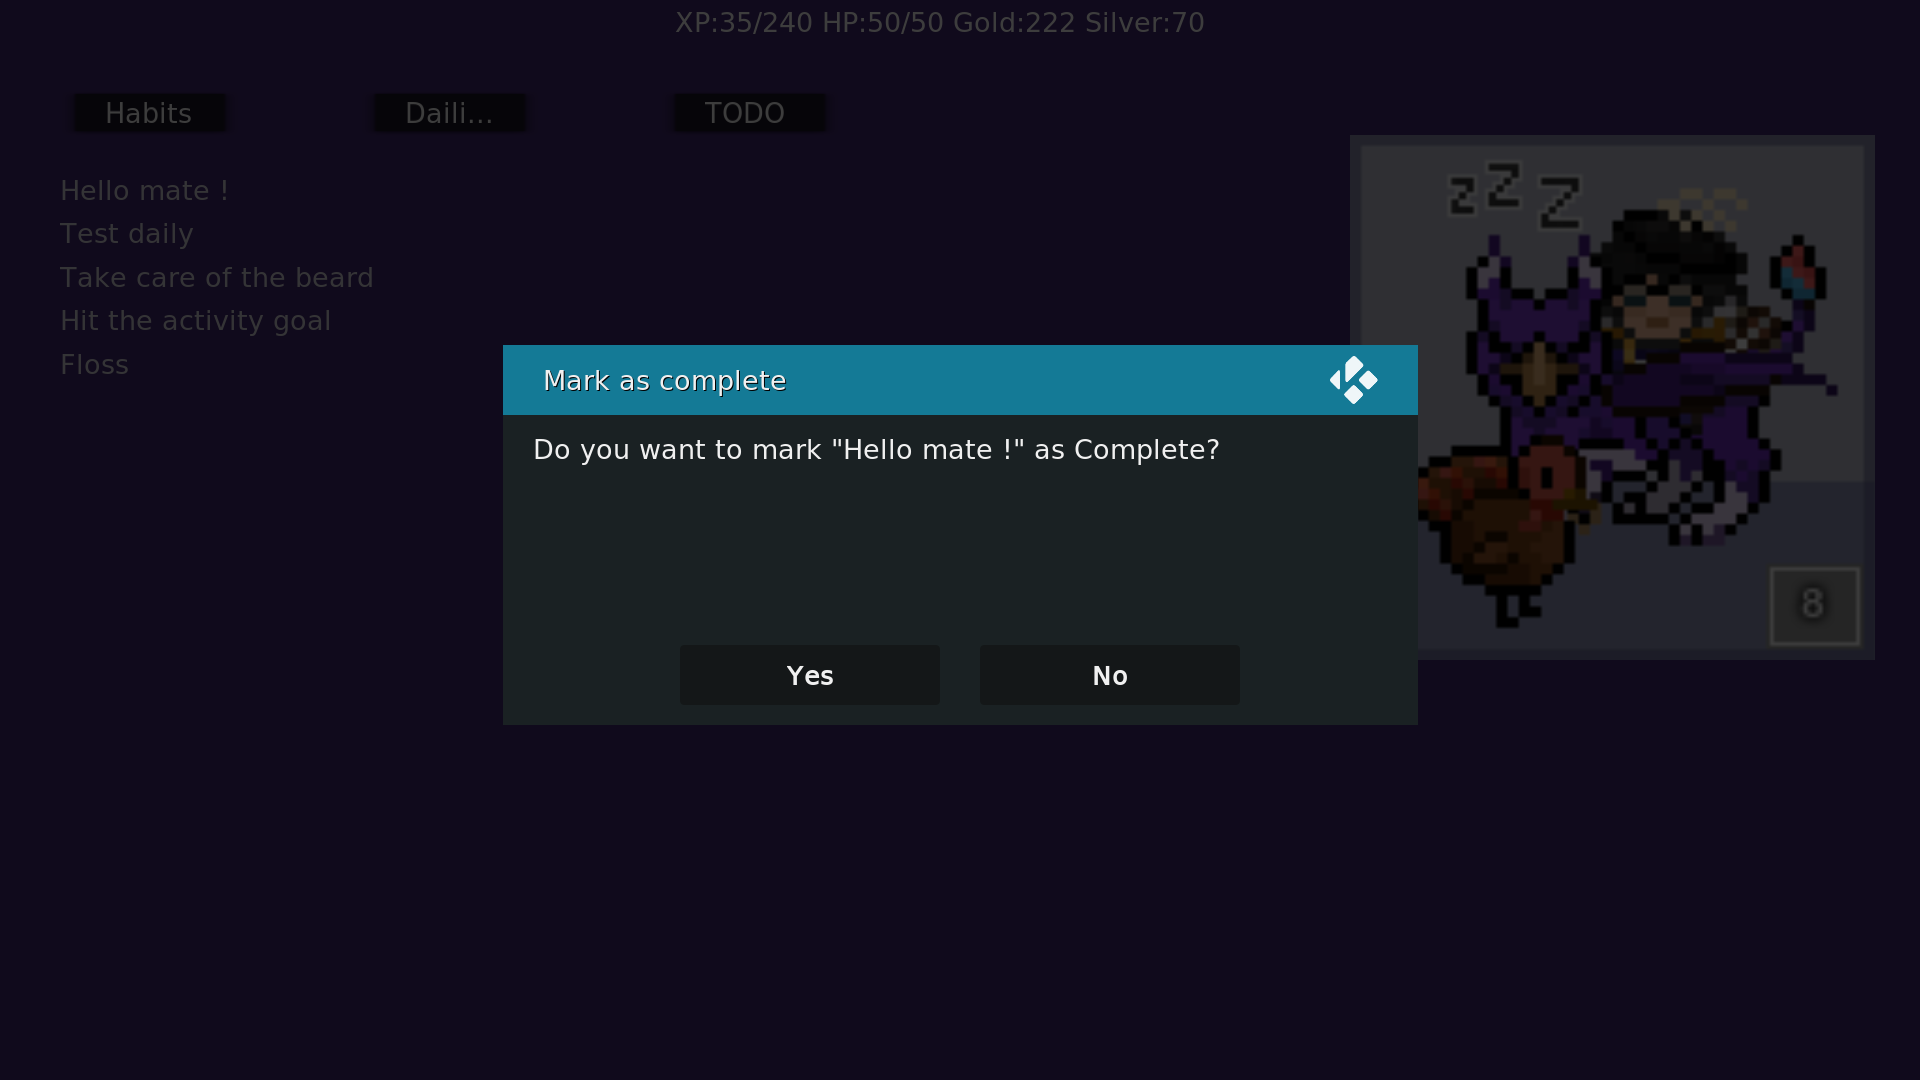 XP:35/240 HP:50/50 Gold:222 Silver:70
Habits Daili... TODO
Hello mate !
Test daily
Take care of the beard
Hit the activity goal
Floss
zzz
Mark as complete
Do you want to mark "Hello mate !" as Complete?
Yes No
8